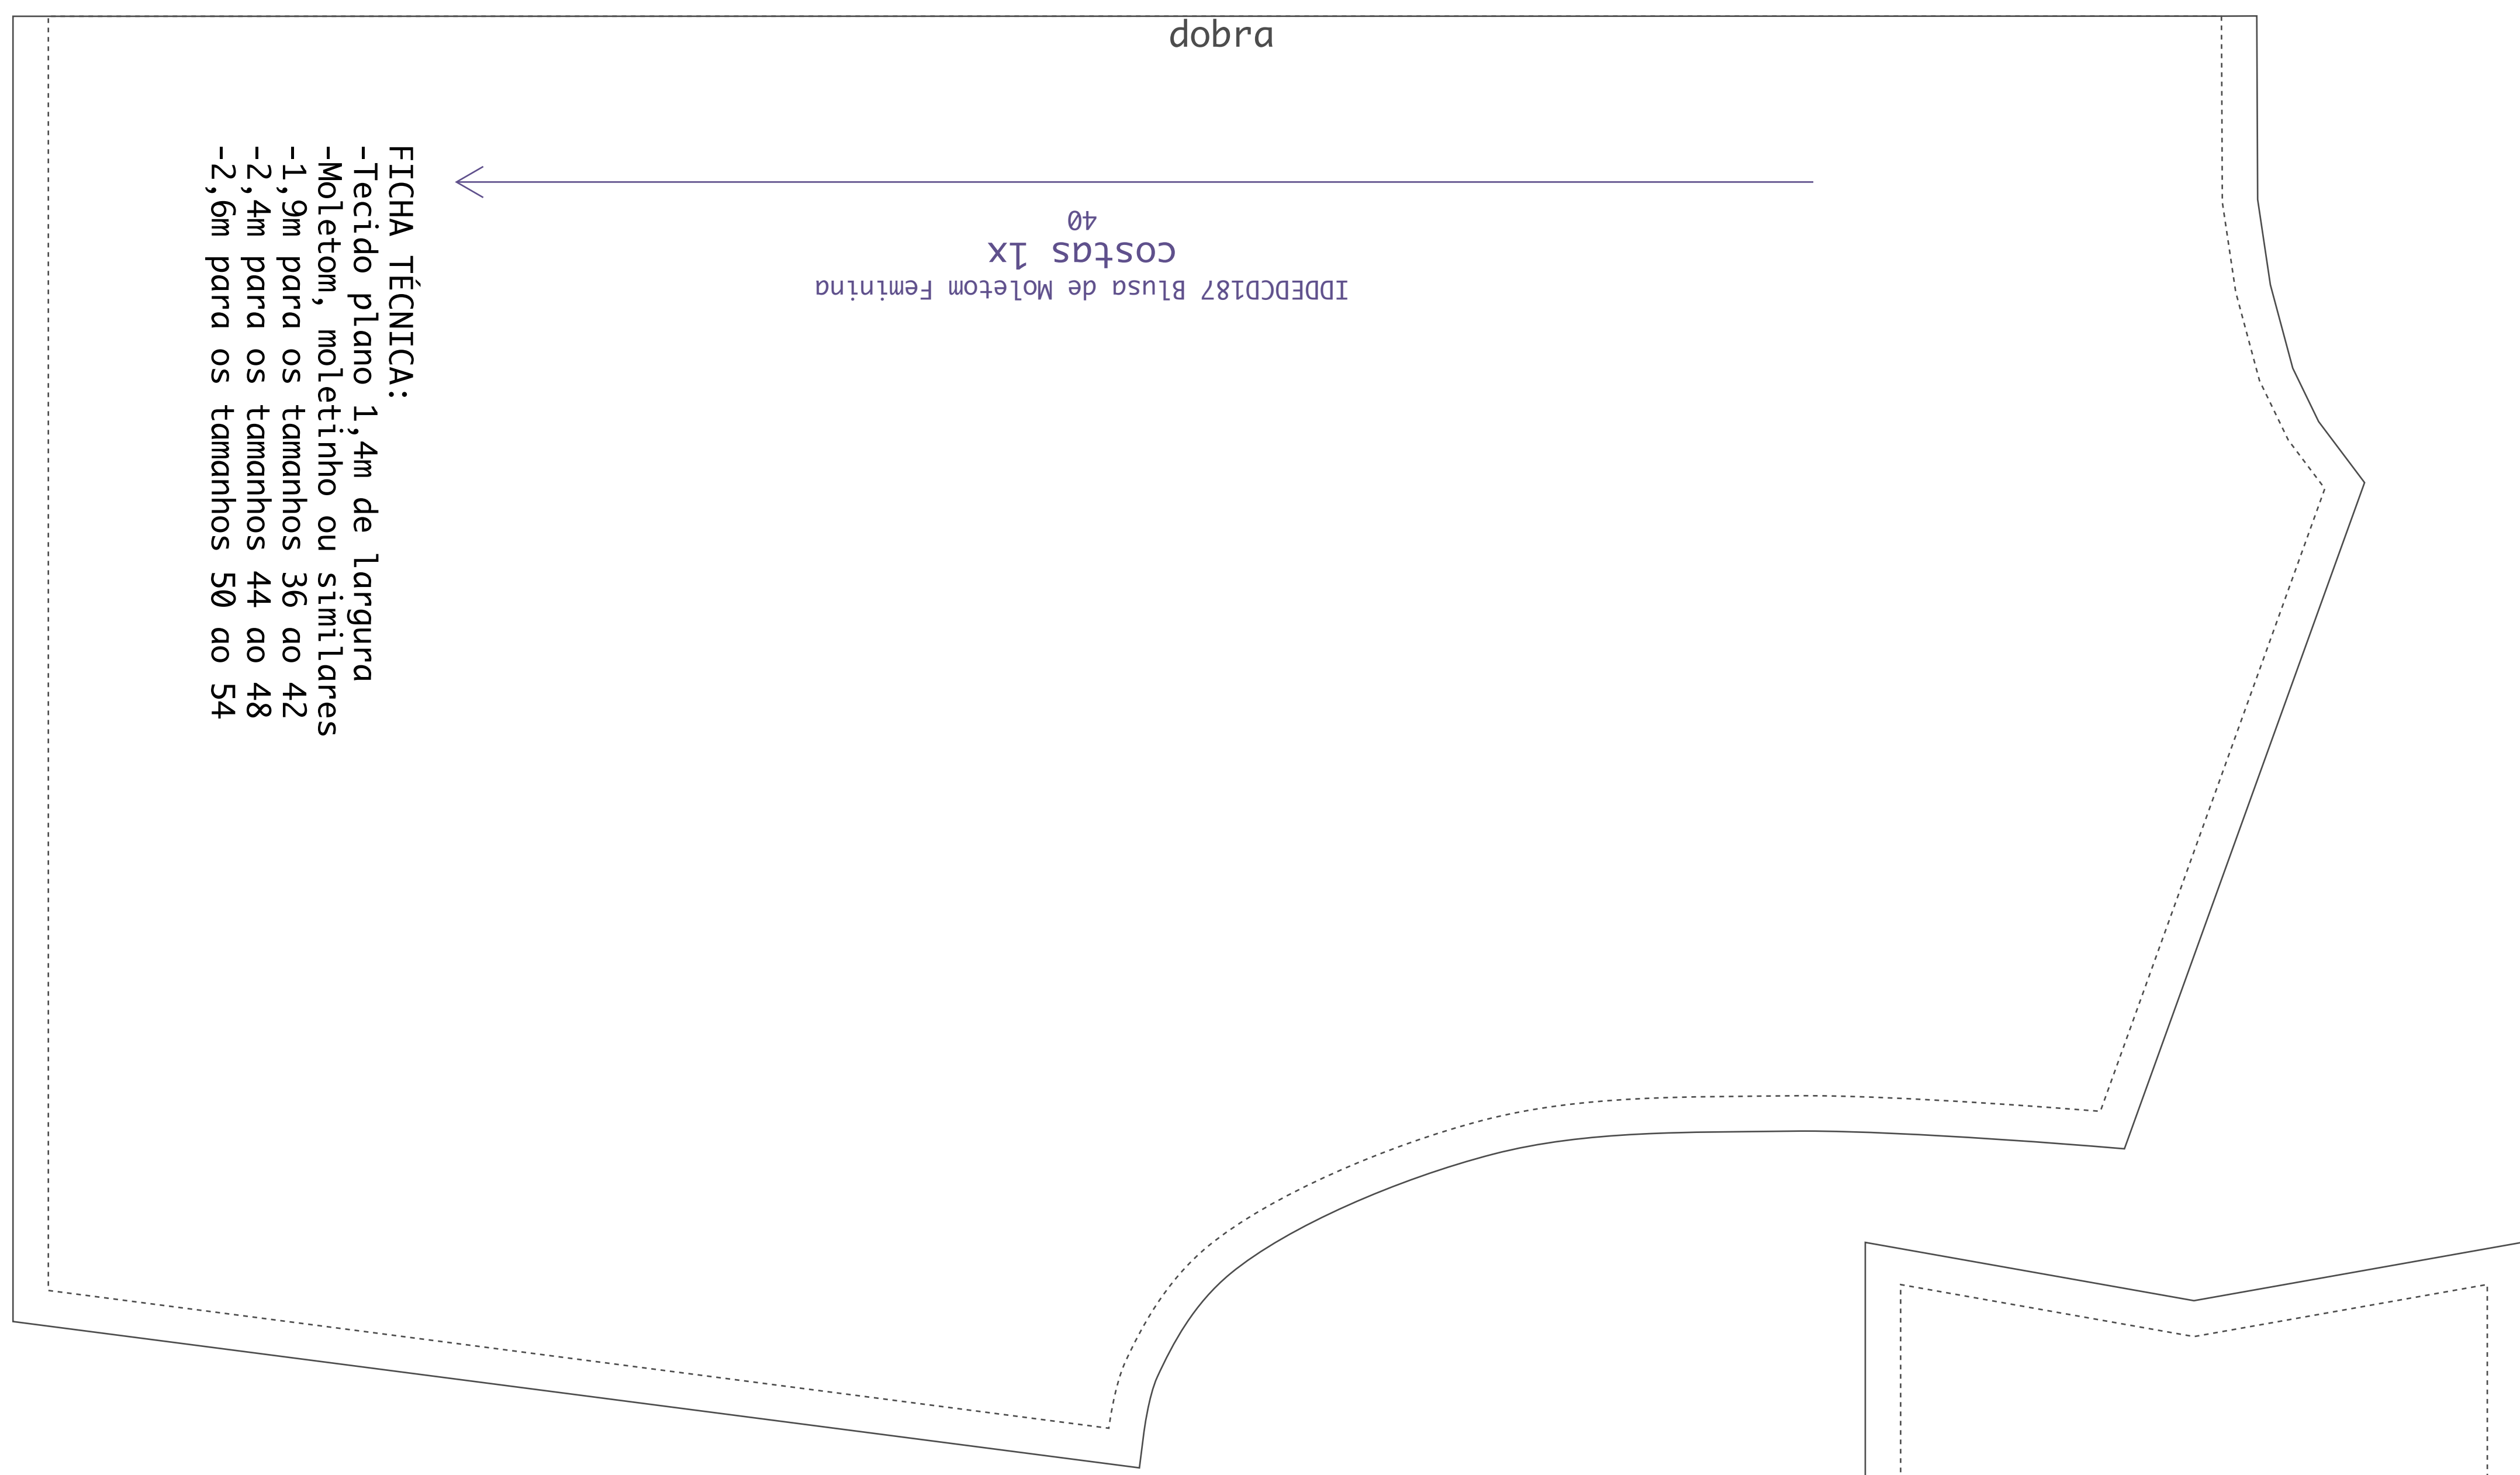 dobra
FICHA TÉCNICA:
-Tecido plano 1,4m de largura
-Moletom, moletinho ou similares
-1,9m para os tamanhos 36 ao 42
-2,4m para os tamanhos 44 ao 48
-2,6m para os tamanhos 50 ao 54
IDDEDCD187 Blusa de Moletom Feminina
costas 1x
40